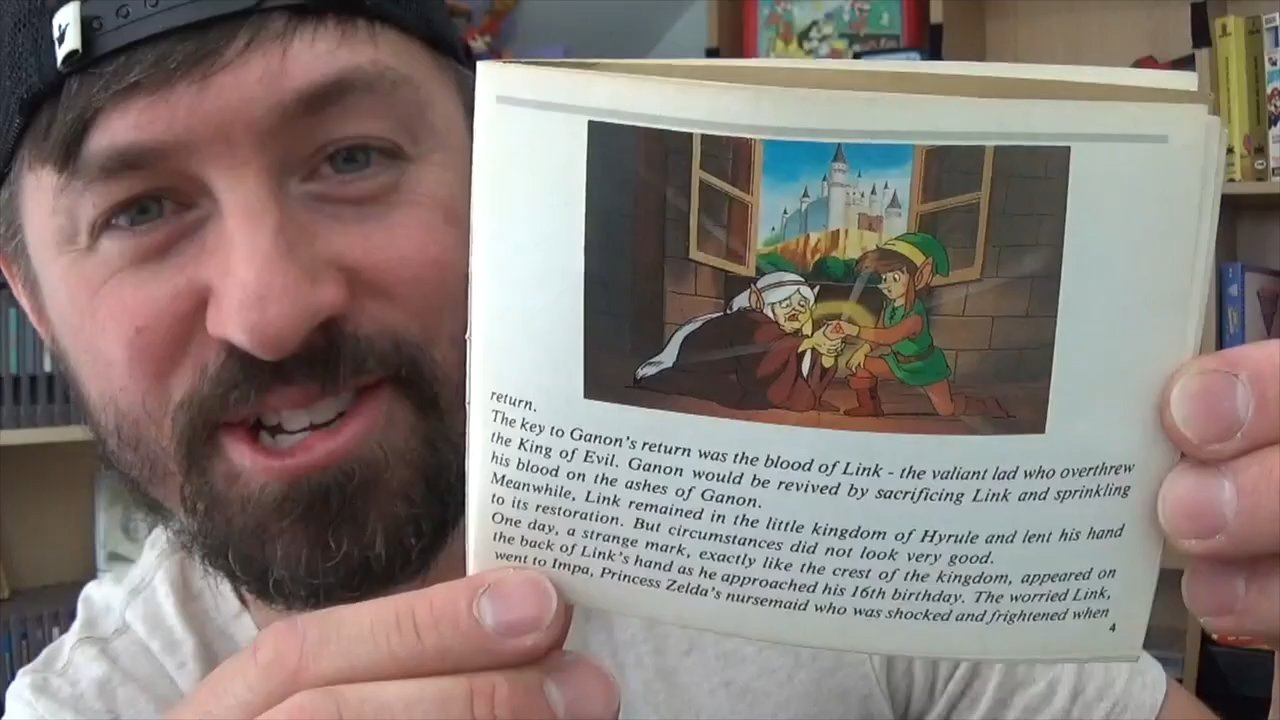 return.
The key to Ganon's return was the blood of Link - the valiant lad who overthrew
the King of Evil. Ganon would be revived by sacrificing Link and sprinkling
his blood on the ashes of Ganon.
Meanwhile, Link remained in the little kingdom of Hyrule and lent his hand
to its restoration. But circumstances did not look very good.
One day, a strange mark, exactly like the crest of the kingdom, appeared on
the back of Link's hand as he approached his 16th birthday. The worried Link,
went to Impa, Princess Zelda's nursemaid who was shocked and frightened when
4